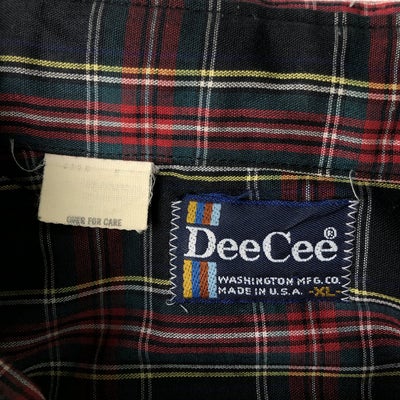 OVER FOR CARE
DeeCee®
WASHINGTON MFG. CO.
MADE IN U.S.A. -XL-